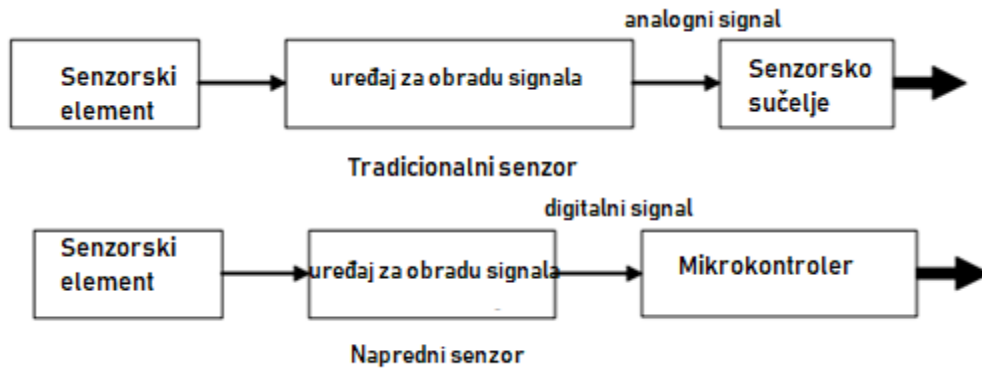 analogni signal
Senzorski
element
uređaj za obradu signala
Senzorsko
sučelje
Tradicionalni senzor
digitalni signal
Senzorski
element
uređaj za obradu signala
Mikrokontroler
Napredni senzor